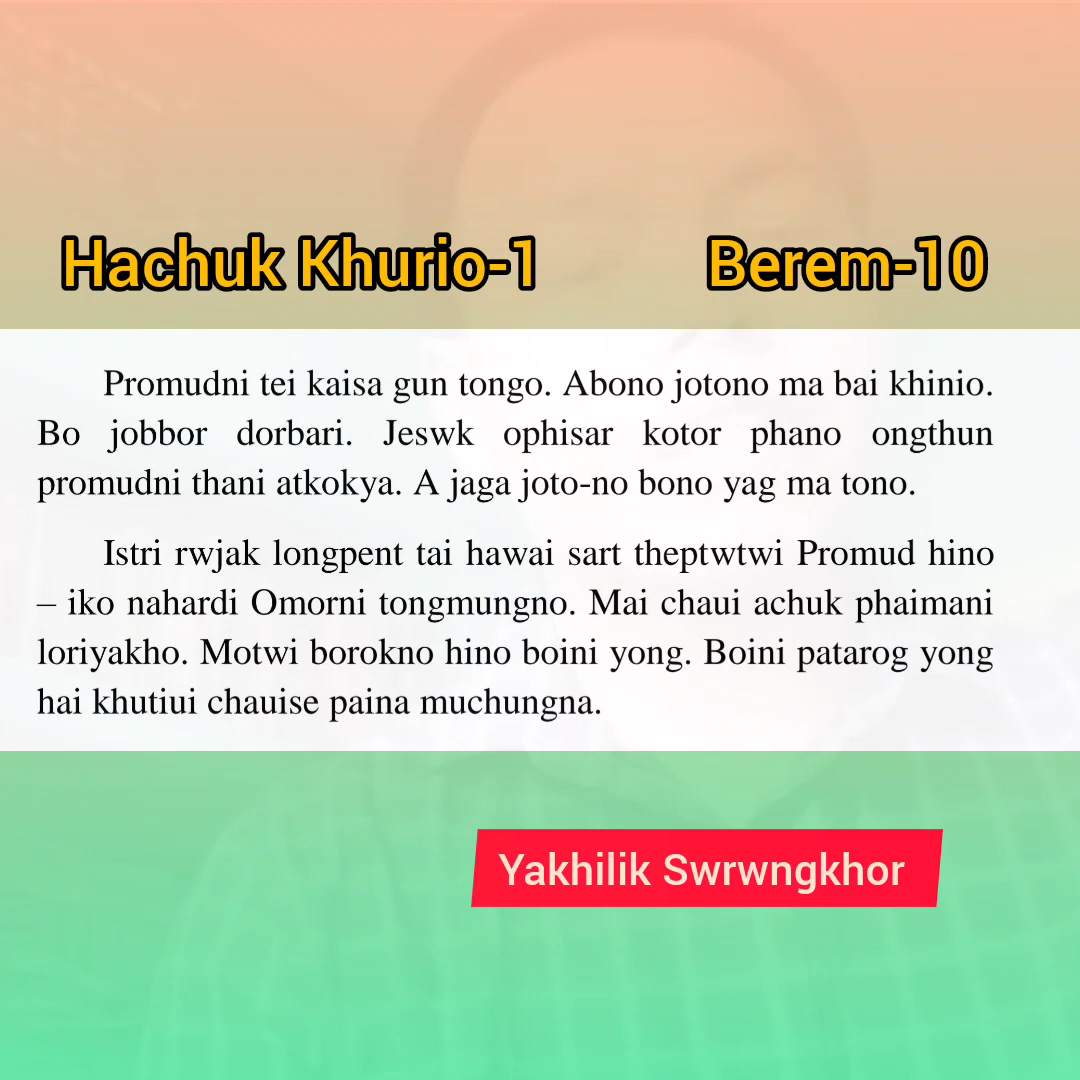 Hachuk Khurio-1 Berem-10
Promudni tei kaisa gun tongo. Abono jotono ma bai khinio.
Bo jobbor dorbari. Jeswk ophisar kotor phano ongthun
promudni thani atkokya. A jaga joto-no bono yag ma tono.
Istri rwjak longpent tai hawai sart theptwtwi Promud hino
– iko nahardi Omorni tongmungno. Mai chaui achuk phaimani
loriyakho. Motwi borokno hino boini yong. Boini patarog yong
hai khutiui chauise paina muchungna.
Yakhilik Swrwngkhor